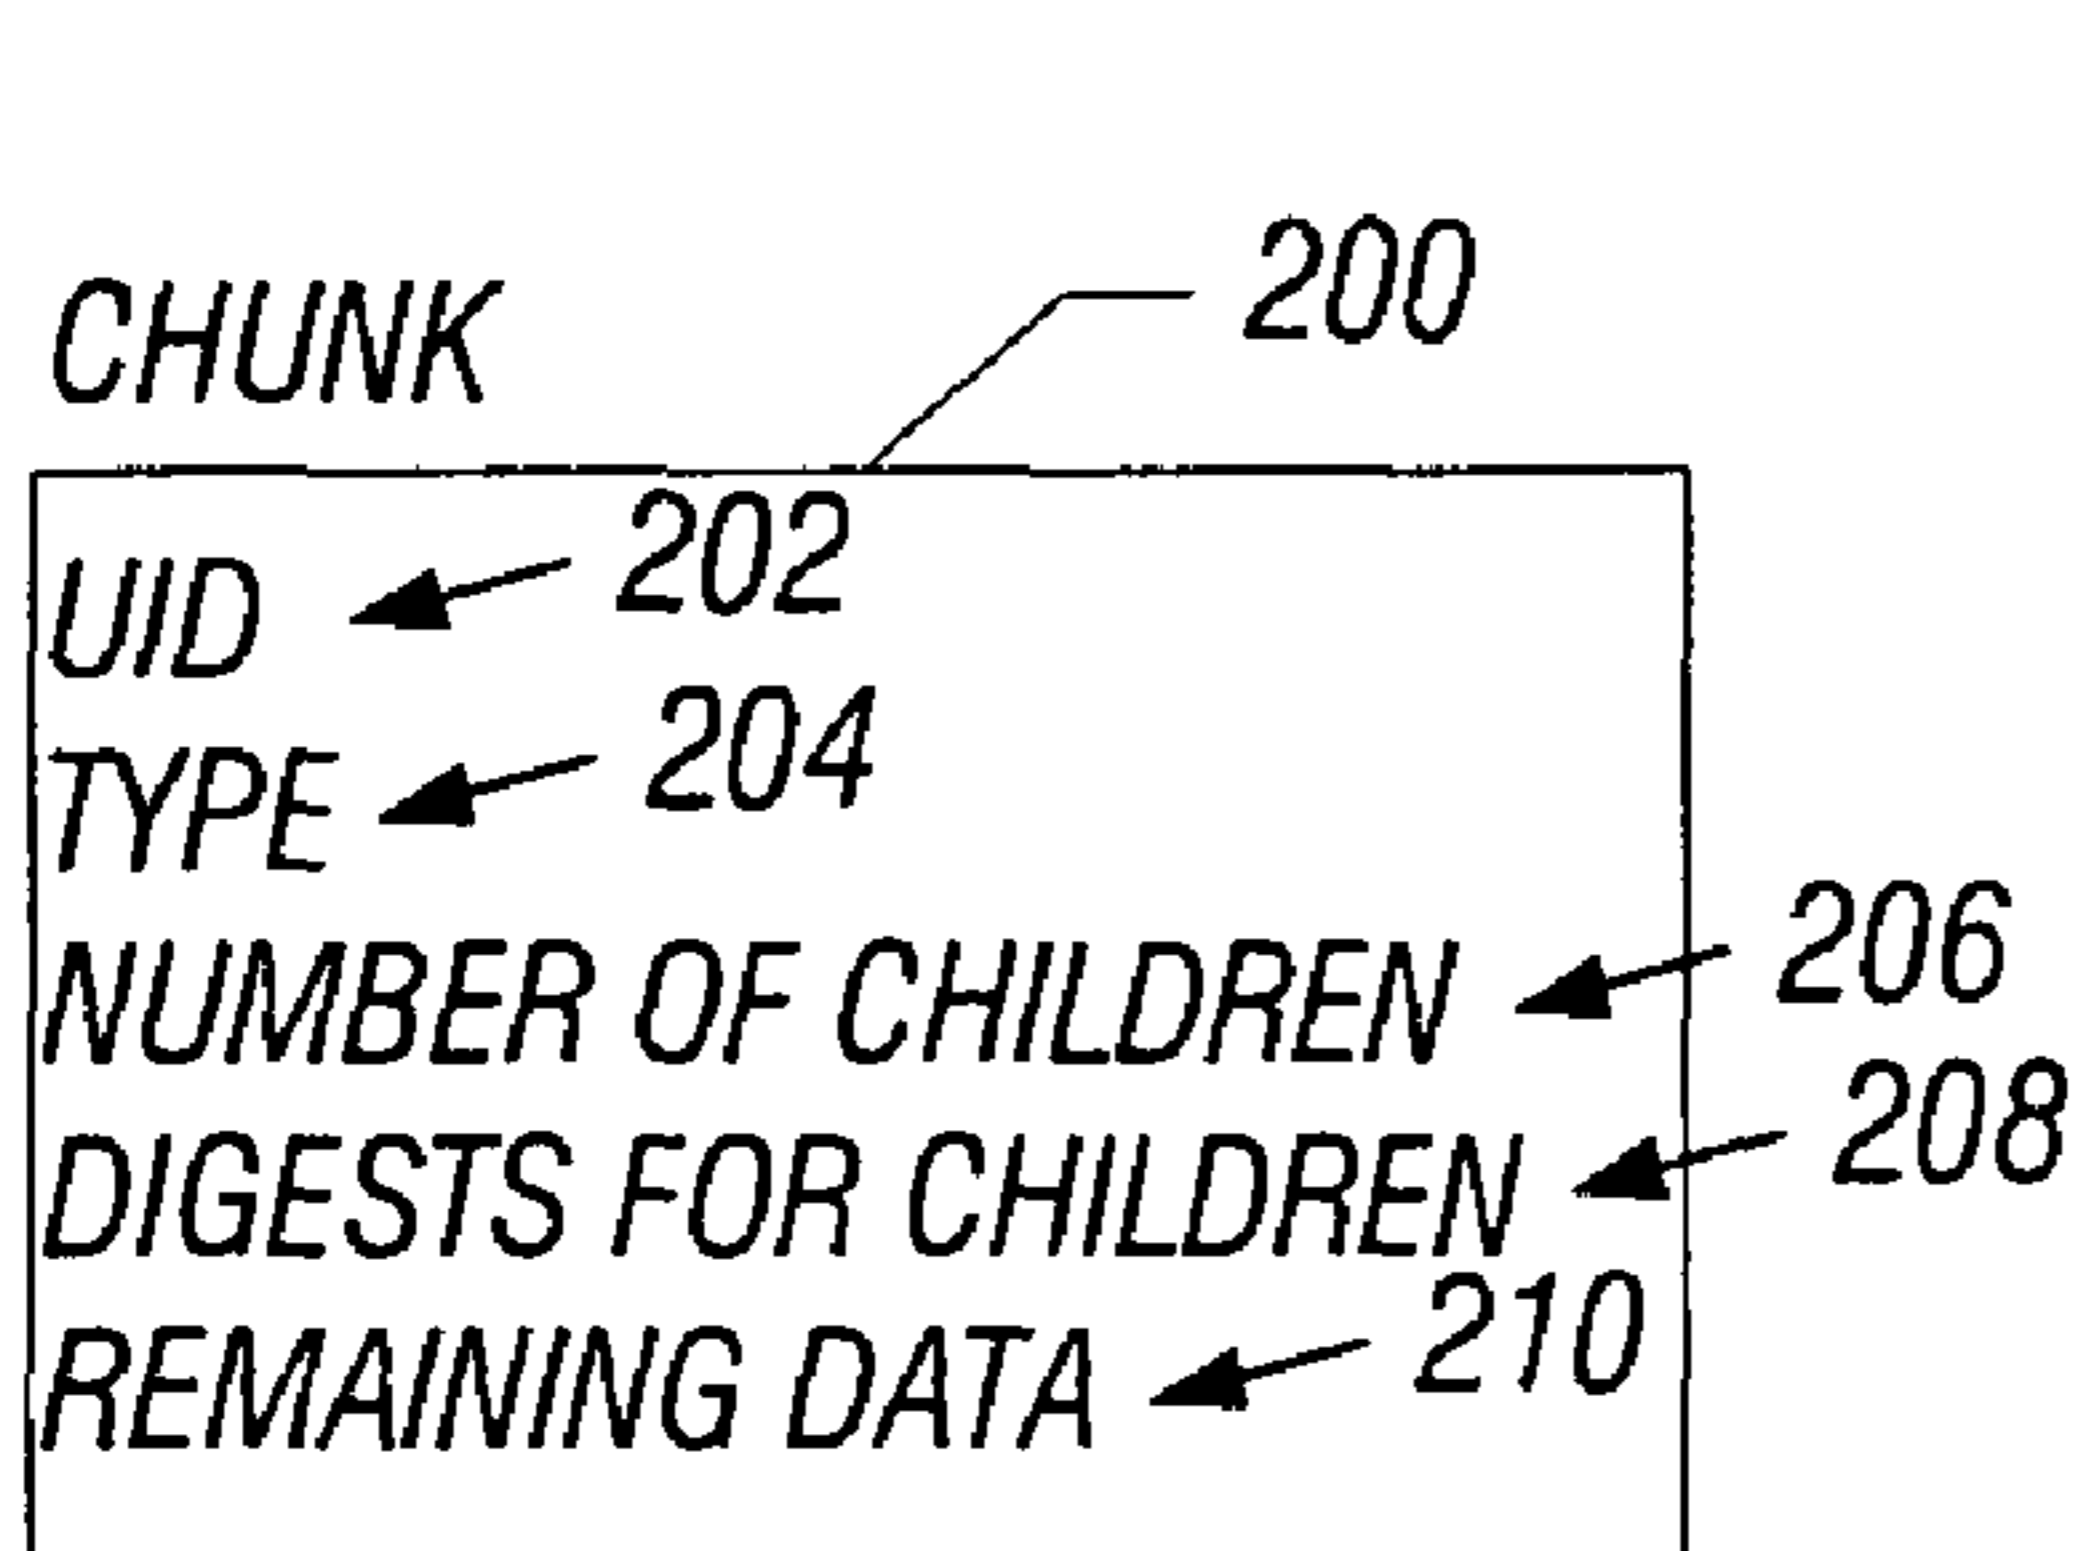 CHUNK 200
UID 202
TYPE 204
NUMBER OF CHILDREN 206
DIGESTS FOR CHILDREN 208
REMAINING DATA 210